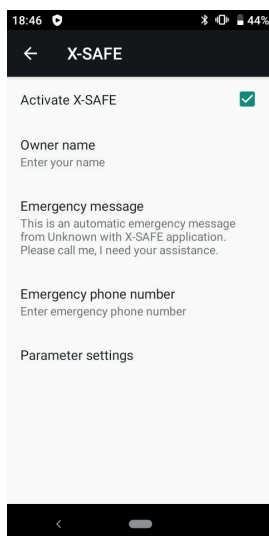 18:46 44%
X-SAFE
Activate X-SAFE
Owner name
Enter your name
Emergency message
This is an automatic emergency message
from Unknown with X-SAFE application.
Please call me, I need your assistance.
Emergency phone number
Enter emergency phone number
Parameter settings